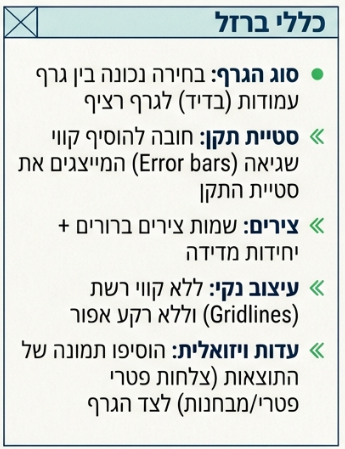 כללי ברזל
סוג הגרף: בחירה נכונה בין גרף
עמודות (בדיד) לגרף רציף
סטיית תקן: חובה להוסיף קווי
שגיאה (Error bars) המייצגים את
סטיית התקן
צירים: שמות צירים ברורים +
יחידות מדידה
עיצוב נקי: ללא קווי רשת
(Gridlines) וללא רקע אפור
עדות ויזואלית: הוסיפו תמונה של
התוצאות (צלחות פטרי
פטרי/מבחנות) לצד הגרף